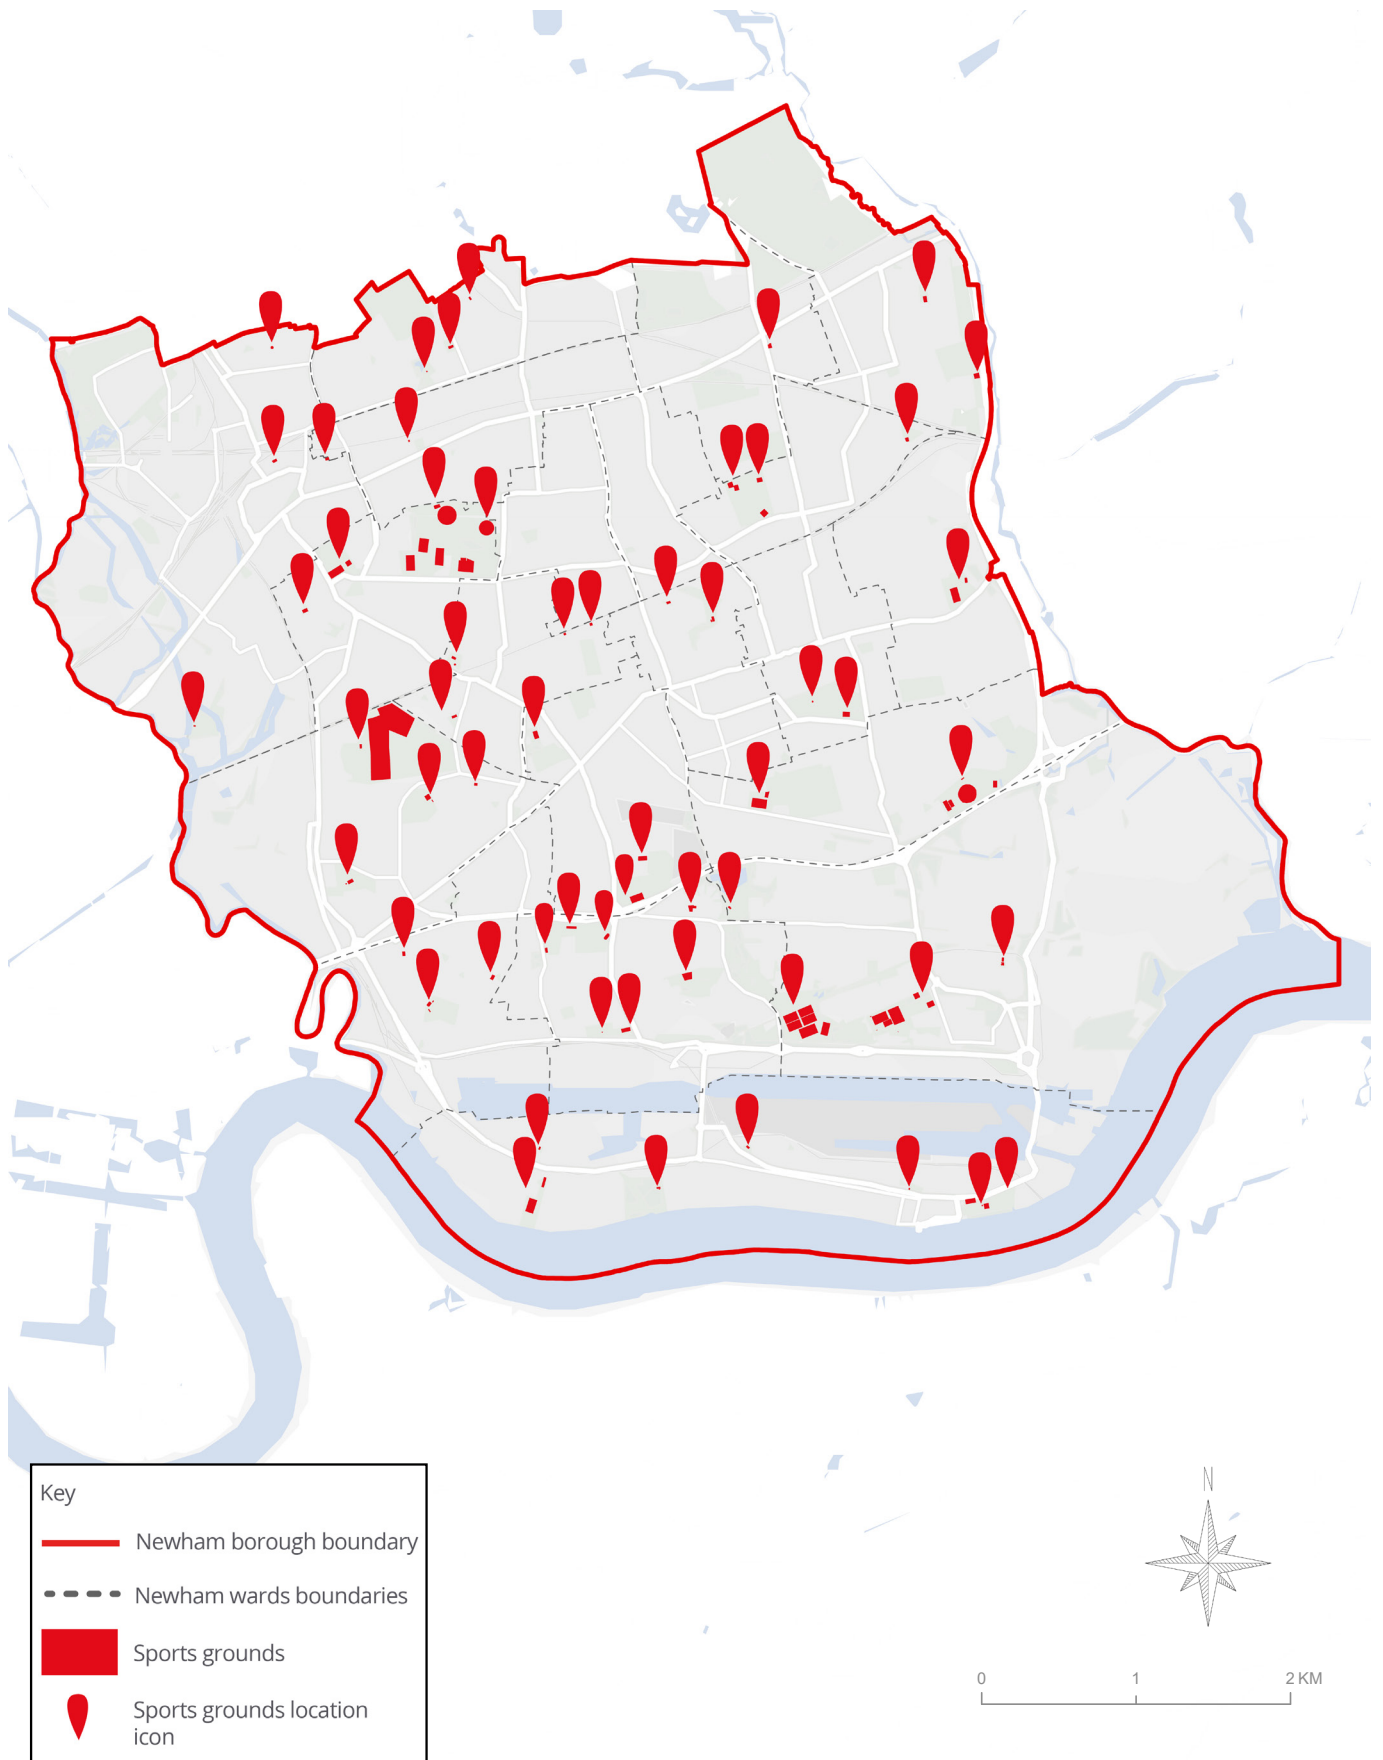 Key
Newham borough boundary
Newham wards boundaries
Sports grounds
Sports grounds location
icon
N
0 1 2 KM